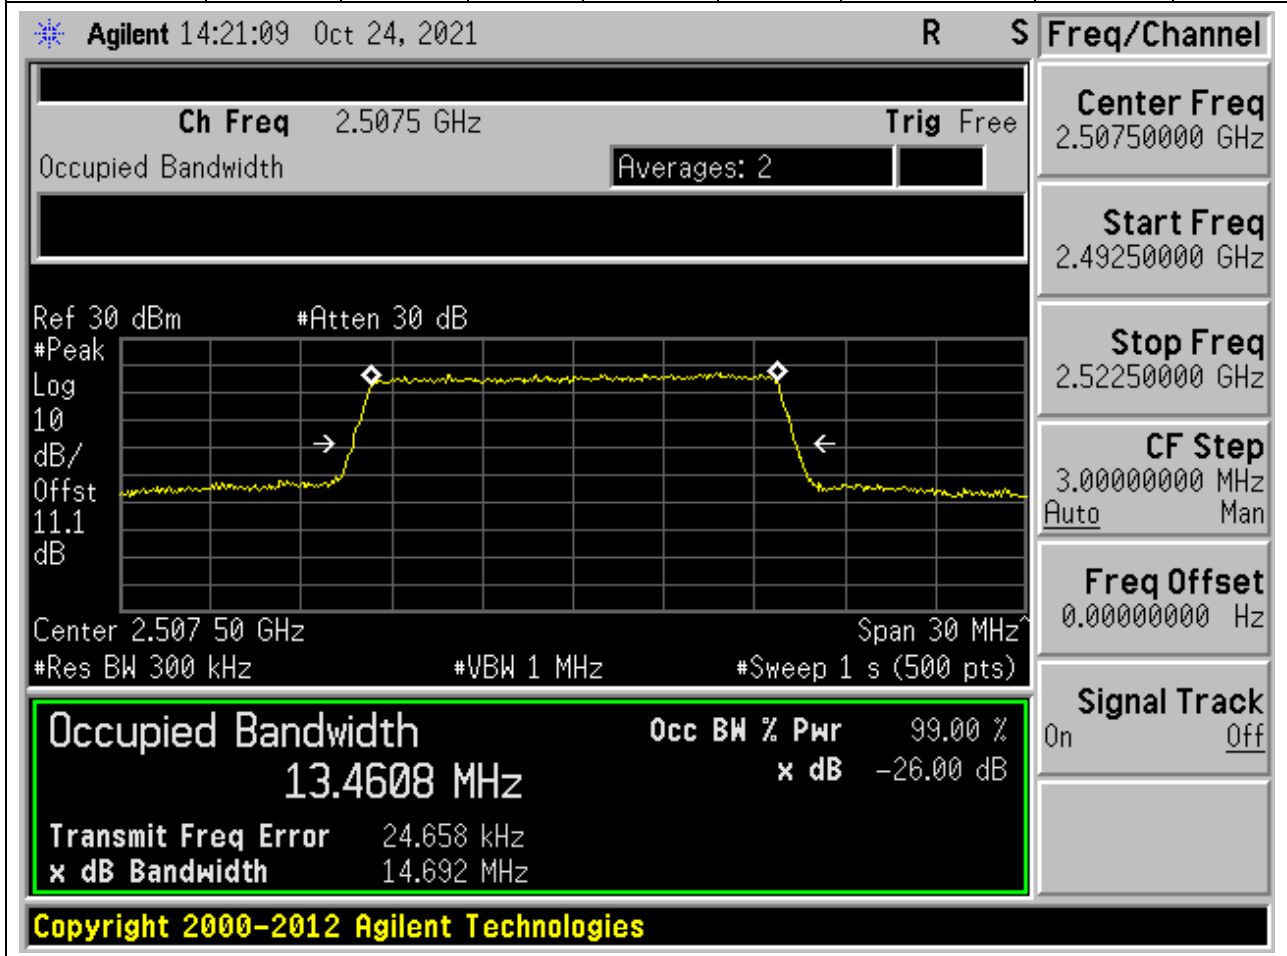 Agilent 14:21:09 Oct 24, 2021 R S
Freq/Channel
Ch Freq 2.5075 GHz Trig Free
Occupied Bandwidth Averages: 2
Ref 30 dBm #Atten 30 dB
#Peak
Log
10
dB/
Offst
11.1
dB
Center 2.507 50 GHz Span 30 MHz^
#Res BW 300 kHz #VBW 1 MHz #Sweep 1 s (500 pts)
Occupied Bandwidth Occ BW % Pwr 99.00 %
13.4608 MHz x dB -26.00 dB
Transmit Freq Error 24.658 kHz
x dB Bandwidth 14.692 MHz
Copyright 2000-2012 Agilent Technologies
Center Freq
2.50750000 GHz
Start Freq
2.49250000 GHz
Stop Freq
2.52250000 GHz
CF Step
3.00000000 MHz
Auto Man
Freq Offset
0.00000000 Hz
Signal Track
On Off